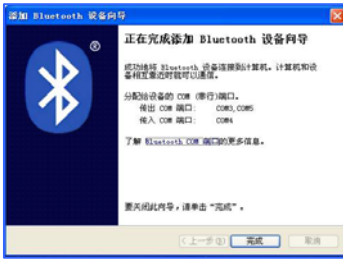 添加 Bluetooth 设备向导
正在完成添加 Bluetooth 设备向导
成功地将 Bluetooth 设备连接到计算机。计算机和设
备相互靠近时就可以通信。
分配给设备的 COM (串行)端口。
传出 COM 端口: COM3,COM5
传入 COM 端口: COM4
了解 Bluetooth COM 端口的更多信息。
要关闭此向导，请单击“完成”。
<上一步(B) 完成 取消